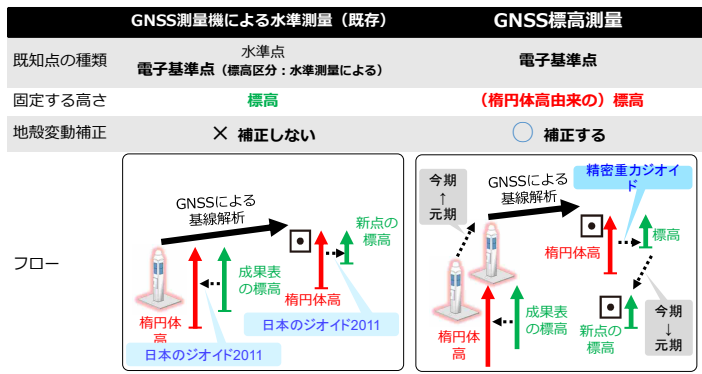 GNSS測量機による水準測量（既存）
GNSS標高測量
既知点の種類
水準点
電子基準点（標高区分：水準測量による）
電子基準点
固定する高さ
標高
（楕円体高由来の）標高
地殻変動補正
× 補正しない
○ 補正する
フロー
GNSSによる
基線解析
新点の
標高
成果表
の標高
楕円体高
楕円体
高
日本のジオイド2011
日本のジオイド2011
今期
↑
元期
GNSSによる
基線解析
精密重力ジオイ
ド
標高
楕円体高
成果表
の標高
楕円体
高
新点の
標高
今期
↓
元期